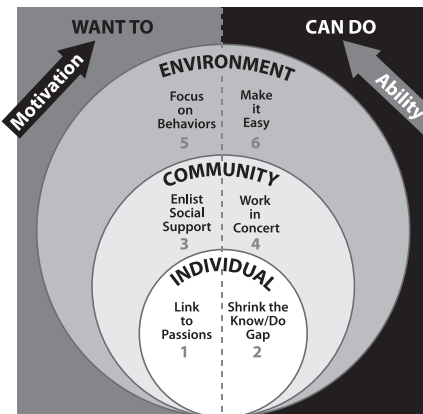 WANT TO
CAN DO
Motivation
Ability
ENVIRONMENT
Focus
on
Behaviors
5
Make
it
Easy
6
COMMUNITY
Enlist
Social
Support
3
Work
in
Concert
4
INDIVIDUAL
Link
to
Passions
1
Shrink the
Know/Do
Gap
2